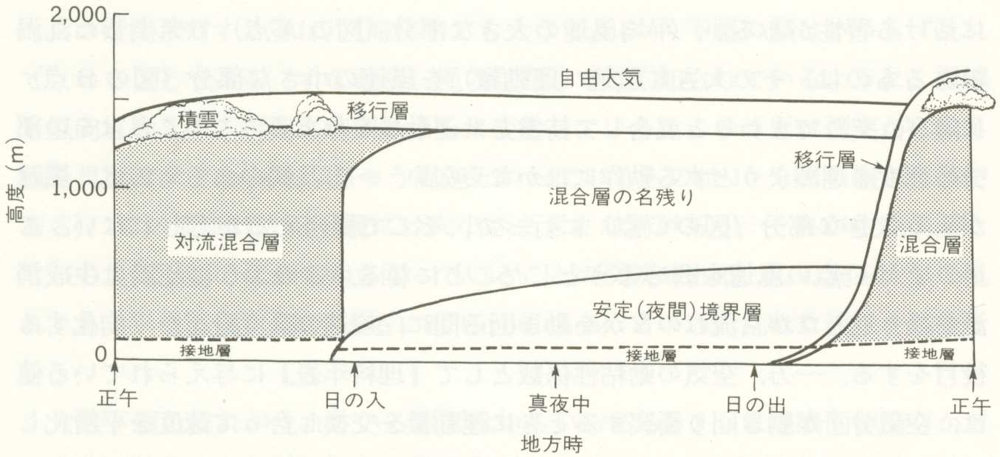 2,000
自由大気
積雲
移行層
移行層
高度 (m)
1,000
混合層の名残り
対流混合層
混合層
安定(夜間)境界層
0
接地層
接地層
接地層
正午
日の入
真夜中
日の出
正午
地方時